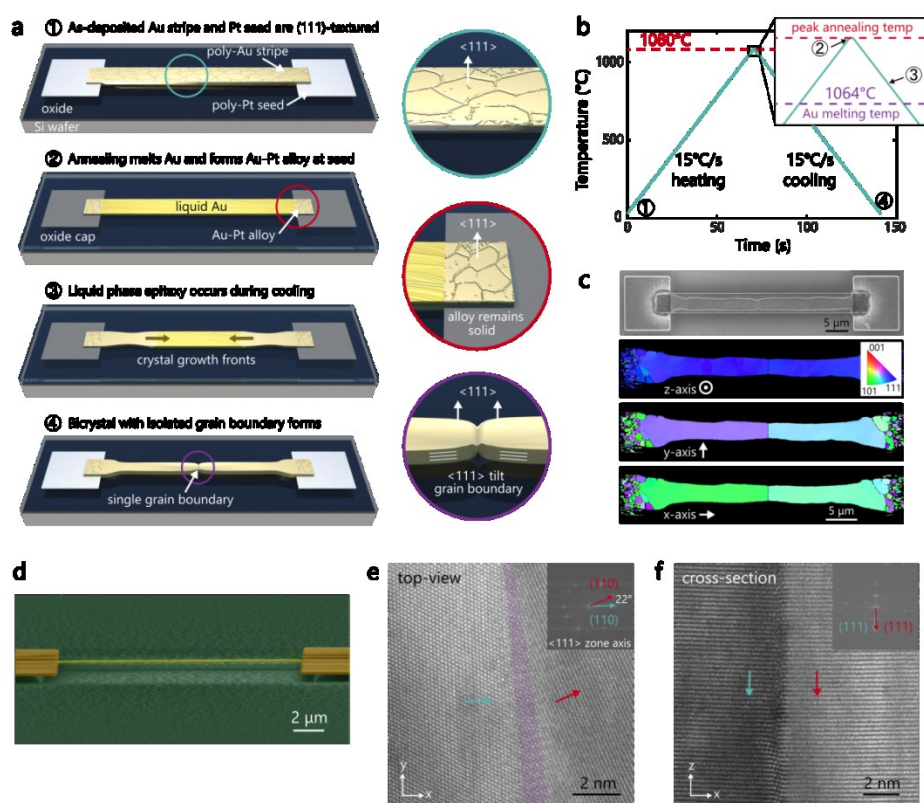 a
① As-deposited Au stripe and Pt seed are (111)-textured
poly-Au stripe
poly-Pt seed
oxide
Si wafer
<111>
② Annealing melts Au and forms Au-Pt alloy at seed
liquid Au
oxide cap
Au-Pt alloy
<111>
alloy remains
solid
③ Liquid phase epitaxy occurs during cooling
crystal growth fronts
④ Bicrystal with isolated grain boundary forms
single grain boundary
<111>
<111> tilt
grain boundary
b
Temperature (°C)
1000
500
0
1080°C
15°C/s
heating
15°C/s
cooling
①
④
0
50
100
150
Time (s)
peak annealing temp
②
③
1064°C
Au melting temp
c
5 μm
z-axis
001
101
111
y-axis
x-axis
5 μm
d
2 μm
e
top-view
(110)
22°
(110)
<111> zone axis
y
x
2 nm
f
cross-section
(111)
(111)
z
x
2 nm